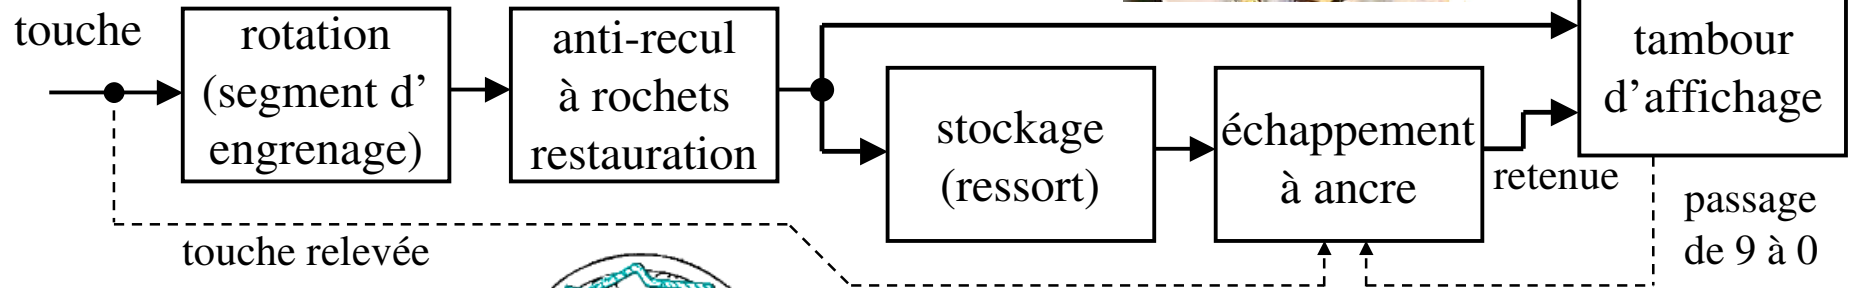 touche
rotation
(segment d’
engrenage)
anti-recul
à rochets
restauration
stockage
(ressort)
échappement
à ancre
retenue
tambour
d’affichage
passage
de 9 à 0
touche relevée